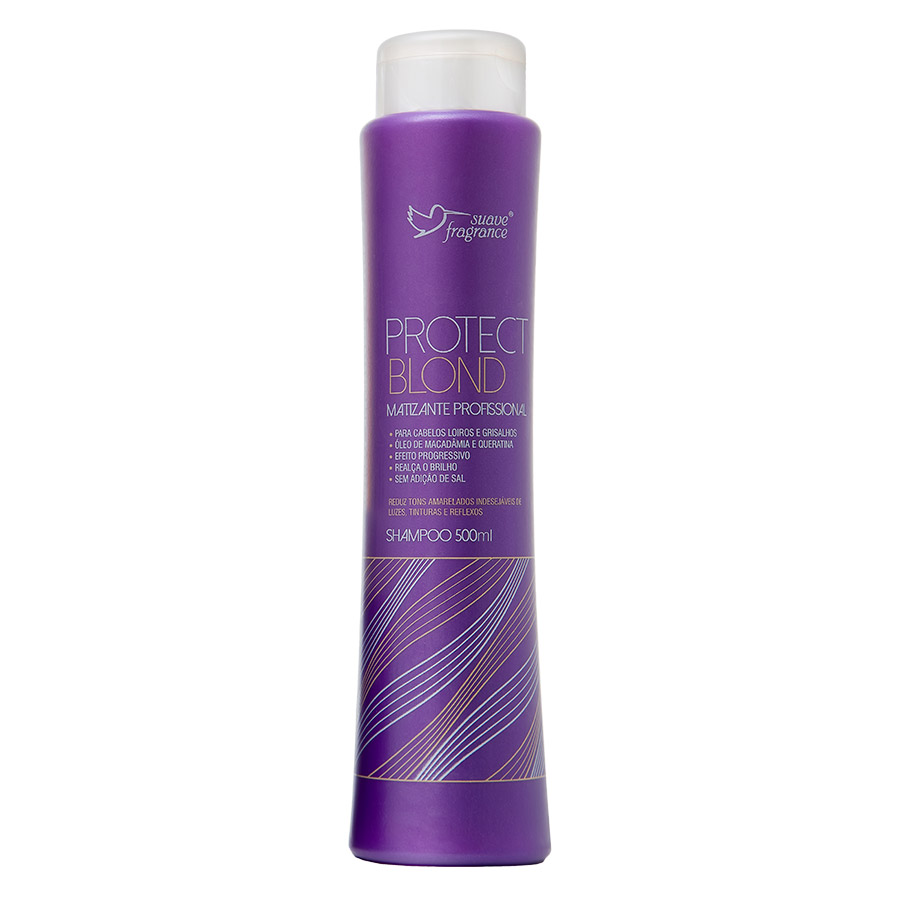 suave®
fragrance
PROTECT
BLOND
MATIZANTE PROFISSIONAL
• PARA CABELOS LOIROS E GRISALHOS
• ÓLEO DE MACADÂMIA E QUERATINA
• EFEITO PROGRESSIVO
• REALÇA O BRILHO
• SEM ADIÇÃO DE SAL
REDUZ TONS AMARELADOS INDESEJÁVEIS DE
LUZES, TINTURAS E REFLEXOS
SHAMPOO 500ml